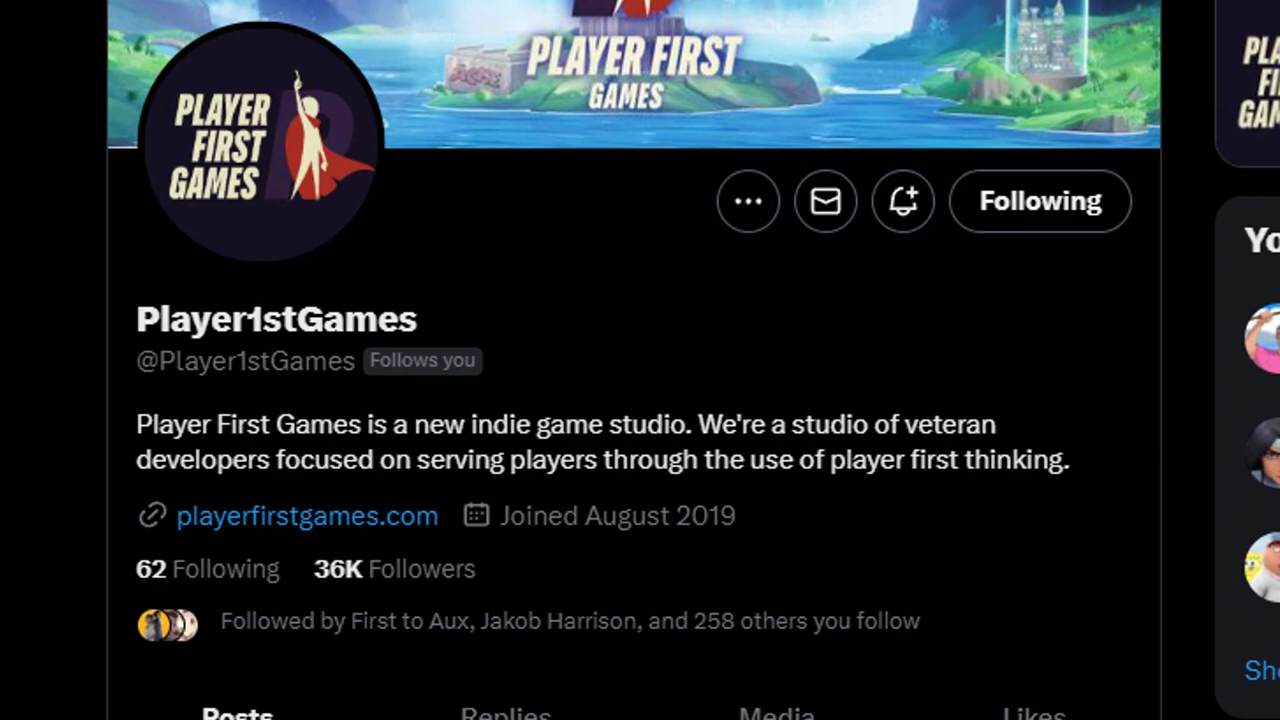 PLAYER FIRST
GAMES
ACME
PLAYER
FIRST
GAMES
Following
Player1stGames
@Player1stGames Follows you
Player First Games is a new indie game studio. We're a studio of veteran
developers focused on serving players through the use of player first thinking.
playerfirstgames.com Joined August 2019
62 Following 36K Followers
Followed by First to Aux, Jakob Harrison, and 258 others you follow
Posts Replies Media Likes